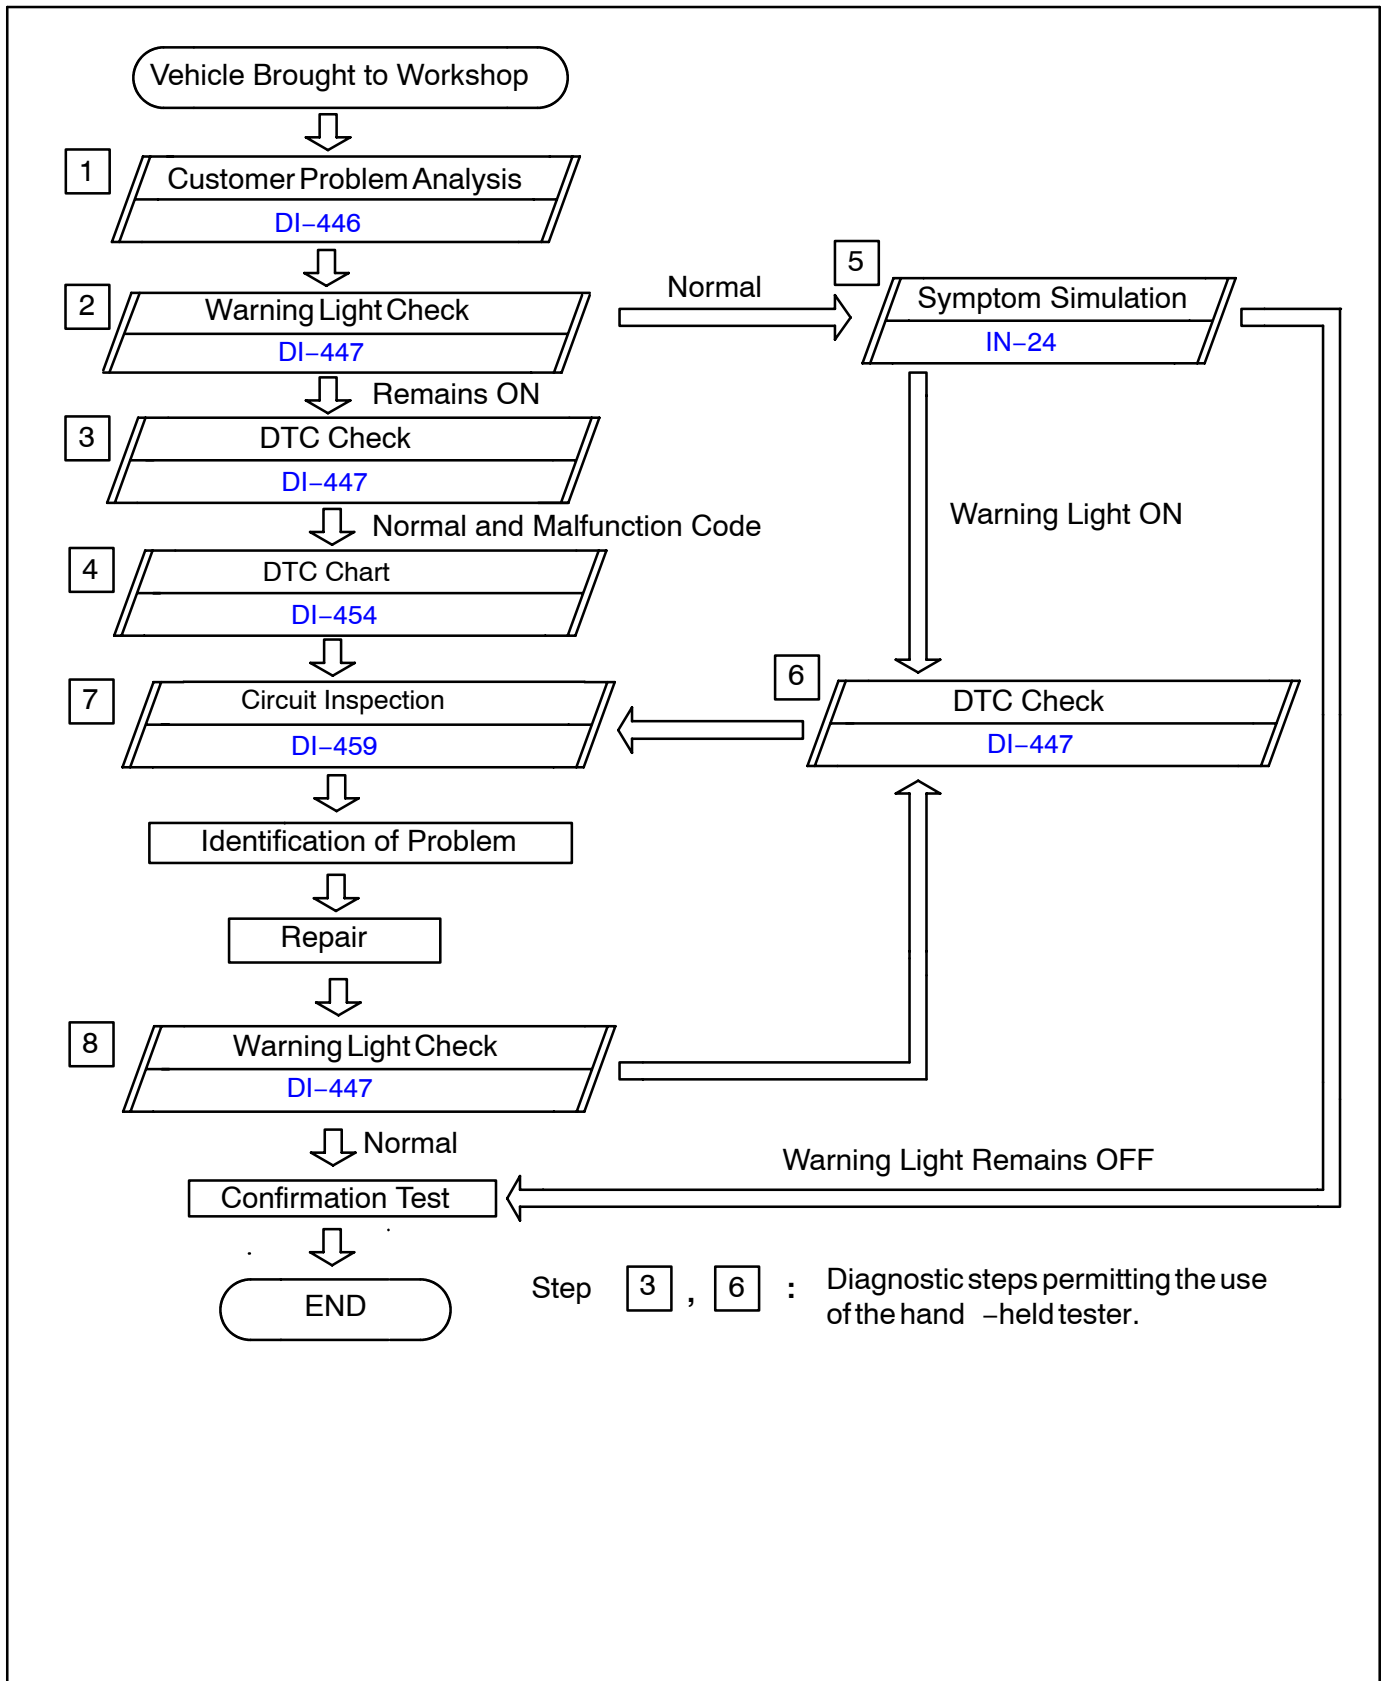 Vehicle Brought to Workshop
1
Customer Problem Analysis
DI–446
2
Warning Light Check
DI–447
Normal
5
Symptom Simulation
IN–24
Remains ON
3
DTC Check
DI–447
Normal and Malfunction Code
Warning Light ON
4
DTC Chart
DI–454
7
Circuit Inspection
DI–459
6
DTC Check
DI–447
Identification of Problem
Repair
8
Warning Light Check
DI–447
Normal
Warning Light Remains OFF
Confirmation Test
END
Step 3 , 6 : Diagnostic steps permitting the use
of the hand –held tester.